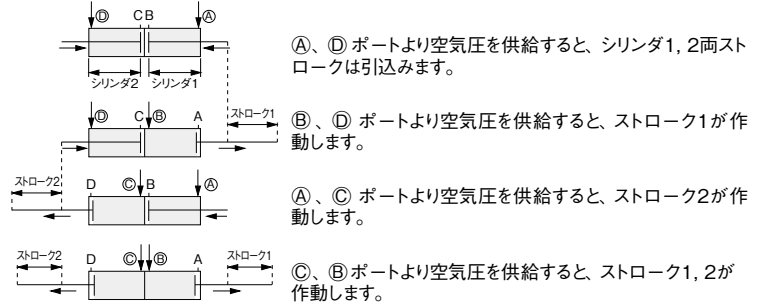 Ⓓ C B Ⓐ
シリンダ2 シリンダ1
Ⓐ、Ⓓ ポートより空気圧を供給すると、シリンダ1, 2両スト
ロークは引込みます。
Ⓓ Ⓒ Ⓑ A ストローク1
Ⓑ 、Ⓓ ポートより空気圧を供給すると、ストローク1が作
動します。
ストローク2 D Ⓒ B Ⓐ
Ⓐ、Ⓒ ポートより空気圧を供給すると、ストローク2が作
動します。
ストローク2 D Ⓒ Ⓑ A ストローク1
Ⓒ、Ⓑ ポートより空気圧を供給すると、ストローク1, 2が
作動します。